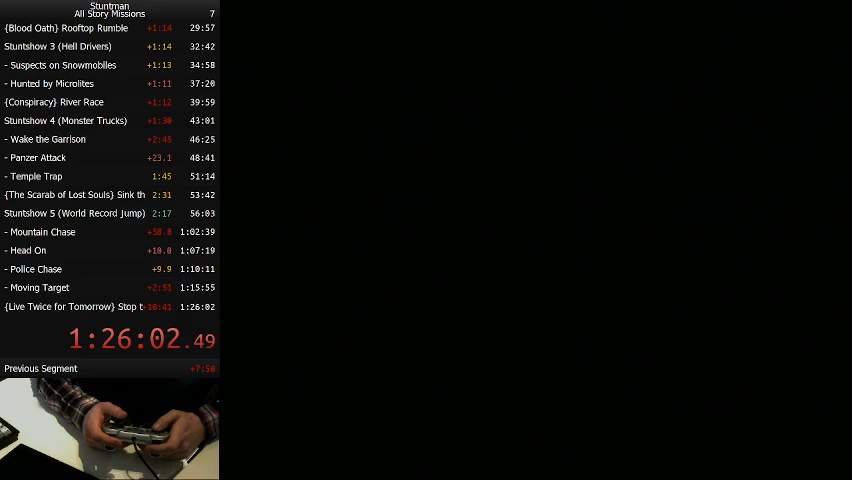 Stuntman
All Story Missions 7
{Blood Oath} Rooftop Rumble +1:14 29:57
Stuntshow 3 (Hell Drivers) +1:14 32:42
- Suspects on Snowmobiles +1:13 34:58
- Hunted by Microlites +1:11 37:20
{Conspiracy} River Race +1:12 39:59
Stuntshow 4 (Monster Trucks) +1:30 43:01
- Wake the Garrison +2:45 46:25
- Panzer Attack +23.1 48:41
- Temple Trap 1:45 51:14
{The Scarab of Lost Souls} Sink th 2:31 53:42
Stuntshow 5 (World Record Jump) 2:17 56:03
- Mountain Chase +58.8 1:02:39
- Head On +10.0 1:07:19
- Police Chase +9.9 1:10:11
- Moving Target +2:51 1:15:55
{Live Twice for Tomorrow} Stop t +10:41 1:26:02
1:26:02.49
Previous Segment +7:50